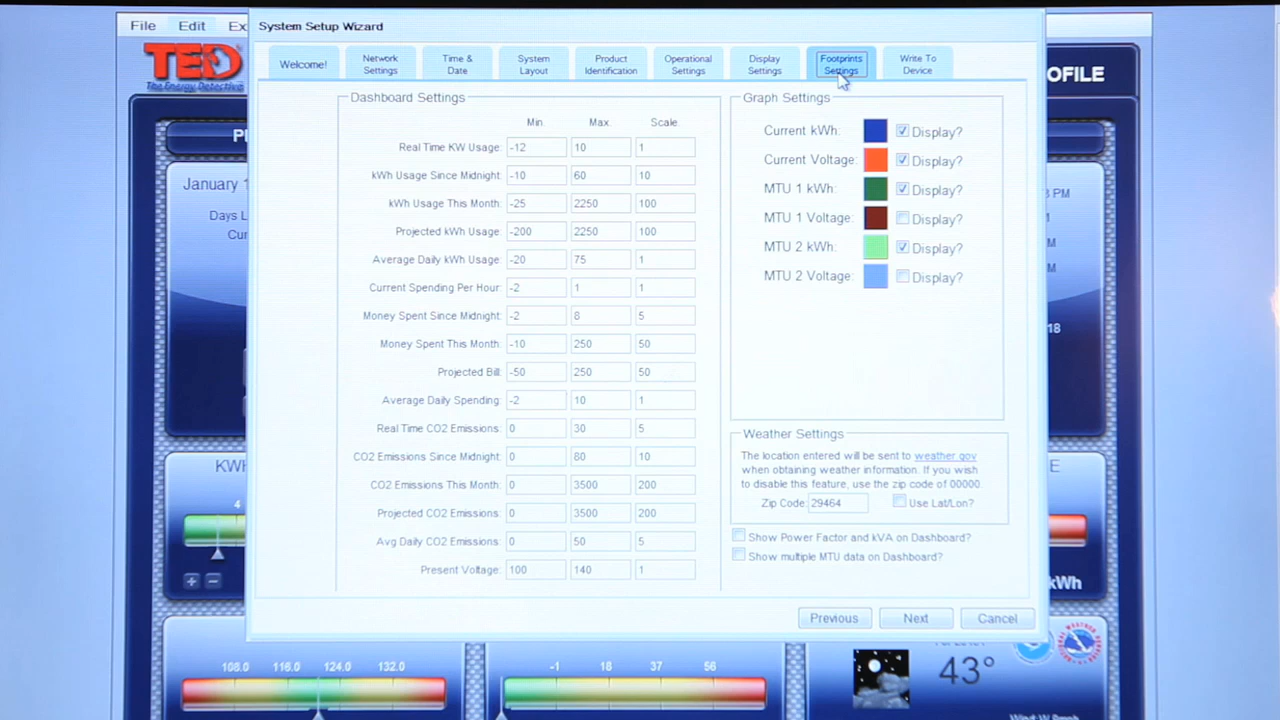 File Edit Ex
System Setup Wizard
TED
The Energy Detective
OFILE
Welcome!
Network Settings
Time & Date
System Layout
Product Identification
Operational Settings
Display Settings
Footprints Settings
Write To Device
January 1
Days L
Cur
Dashboard Settings
Min. Max. Scale.
Real Time KW Usage: -12 10 1
kWh Usage Since Midnight: -10 60 10
kWh Usage This Month: -25 2250 100
Projected kWh Usage: -200 2250 100
Average Daily kWh Usage: -20 75 1
Current Spending Per Hour: -2 1 1
Money Spent Since Midnight: -2 8 5
Money Spent This Month: -10 250 50
Projected Bill: -50 250 50
Average Daily Spending: -2 10 1
Real Time CO2 Emissions: 0 30 5
CO2 Emissions Since Midnight: 0 80 10
CO2 Emissions This Month: 0 3500 200
Projected CO2 Emissions: 0 3500 200
Avg Daily CO2 Emissions: 0 50 5
Present Voltage: 100 140 1
Graph Settings
Current kWh: Display?
Current Voltage: Display?
MTU 1 kWh: Display?
MTU 1 Voltage: Display?
MTU 2 kWh: Display?
MTU 2 Voltage: Display?
Weather Settings
The location entered will be sent to weather.gov
when obtaining weather information. If you wish
to disable this feature, use the zip code of 00000.
Zip Code: 29464 Use Lat/Lon?
Show Power Factor and kVA on Dashboard?
Show multiple MTU data on Dashboard?
Previous Next Cancel
PM
18
KW
4
+ −
E
kWh
108.0 116.0 124.0 132.0
-1 18 37 56
43°